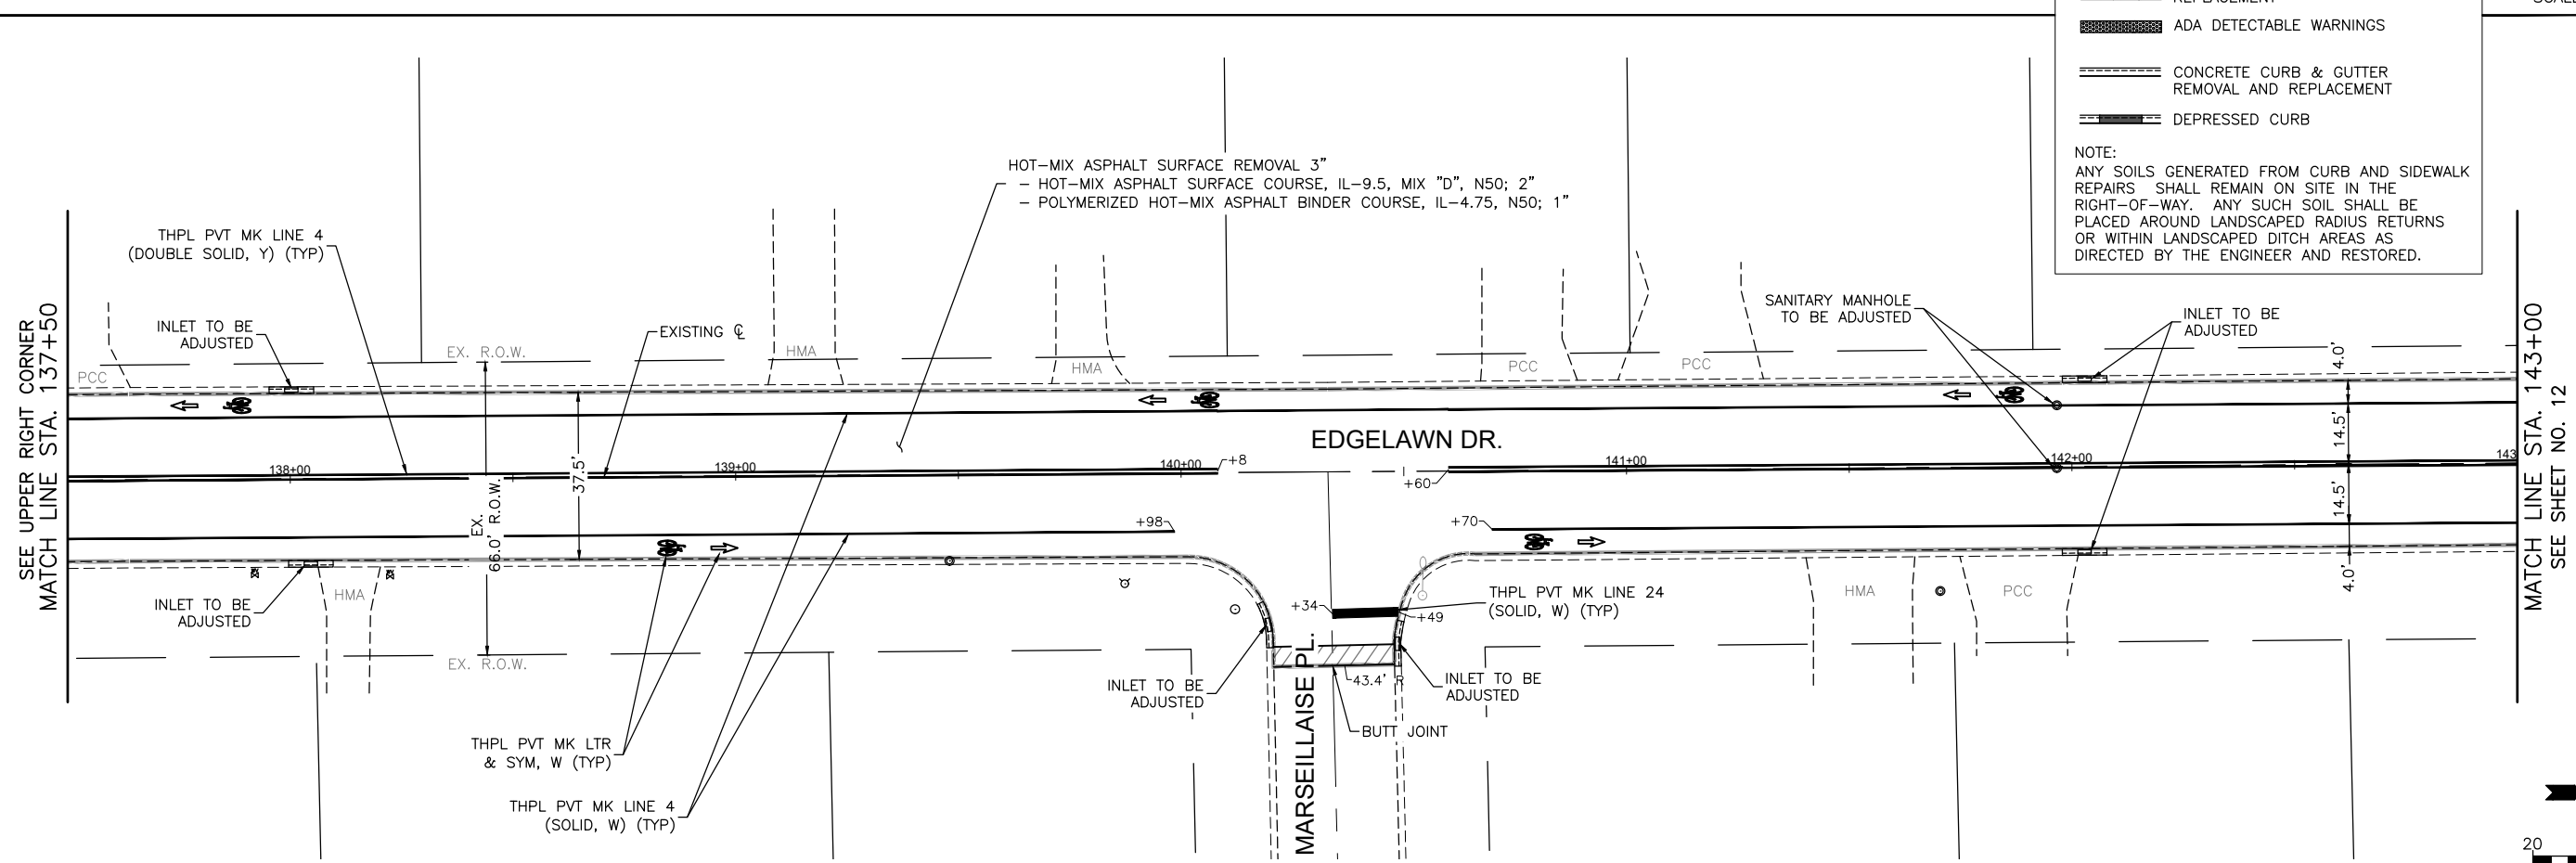 REPLACEMENT
ADA DETECTABLE WARNINGS
CONCRETE CURB & GUTTER
REMOVAL AND REPLACEMENT
DEPRESSED CURB
NOTE:
ANY SOILS GENERATED FROM CURB AND SIDEWALK
REPAIRS SHALL REMAIN ON SITE IN THE
RIGHT-OF-WAY. ANY SUCH SOIL SHALL BE
PLACED AROUND LANDSCAPED RADIUS RETURNS
OR WITHIN LANDSCAPED DITCH AREAS AS
DIRECTED BY THE ENGINEER AND RESTORED.
HOT-MIX ASPHALT SURFACE REMOVAL 3"
- HOT-MIX ASPHALT SURFACE COURSE, IL-9.5, MIX "D", N50; 2"
- POLYMERIZED HOT-MIX ASPHALT BINDER COURSE, IL-4.75, N50; 1"
THPL PVT MK LINE 4
(DOUBLE SOLID, Y) (TYP)
SEE UPPER RIGHT CORNER
MATCH LINE STA. 137+50
INLET TO BE
ADJUSTED
EX. R.O.W.
EXISTING ℄
SANITARY MANHOLE
TO BE ADJUSTED
INLET TO BE
ADJUSTED
PCC
HMA
HMA
PCC
PCC
4.0'
EDGELAWN DR.
14.5'
138+00
139+00
140+00
+8
141+00
142+00
143
37.5'
+60
EX.
66.0' R.O.W.
+98
+70
14.5'
4.0'
MATCH LINE STA. 143+00
SEE SHEET NO. 12
INLET TO BE
ADJUSTED
HMA
+34
+49
THPL PVT MK LINE 24
(SOLID, W) (TYP)
HMA
PCC
EX. R.O.W.
INLET TO BE
ADJUSTED
43.4' R
INLET TO BE
ADJUSTED
BUTT JOINT
MARSEILLAISE PL.
THPL PVT MK LTR
& SYM, W (TYP)
THPL PVT MK LINE 4
(SOLID, W) (TYP)
20